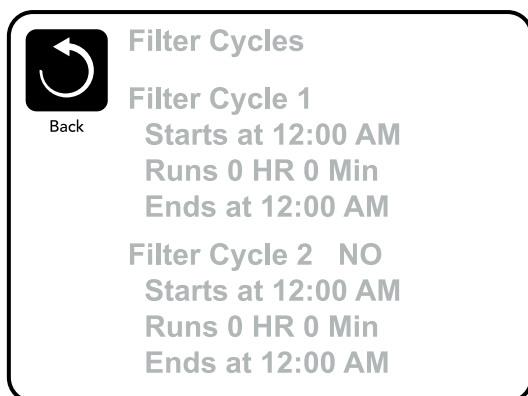 Filter Cycles
Back
Filter Cycle 1
Starts at 12:00 AM
Runs 0 HR 0 Min
Ends at 12:00 AM
Filter Cycle 2 NO
Starts at 12:00 AM
Runs 0 HR 0 Min
Ends at 12:00 AM